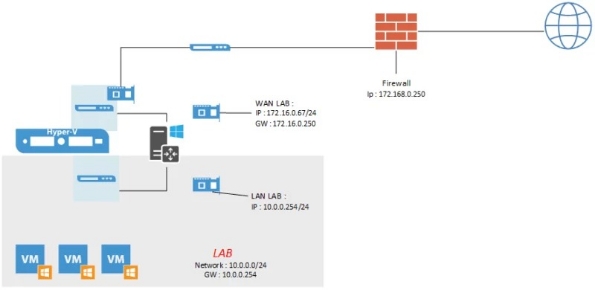 Firewall
Ip : 172.168.0.250
WAN LAB :
IP : 172.16.0.67/24
GW : 172.16.0.250
Hyper-V
LAN LAB :
IP : 10.0.0.254/24
VM VM VM
LAB
Network : 10.0.0.0/24
GW : 10.0.0.254